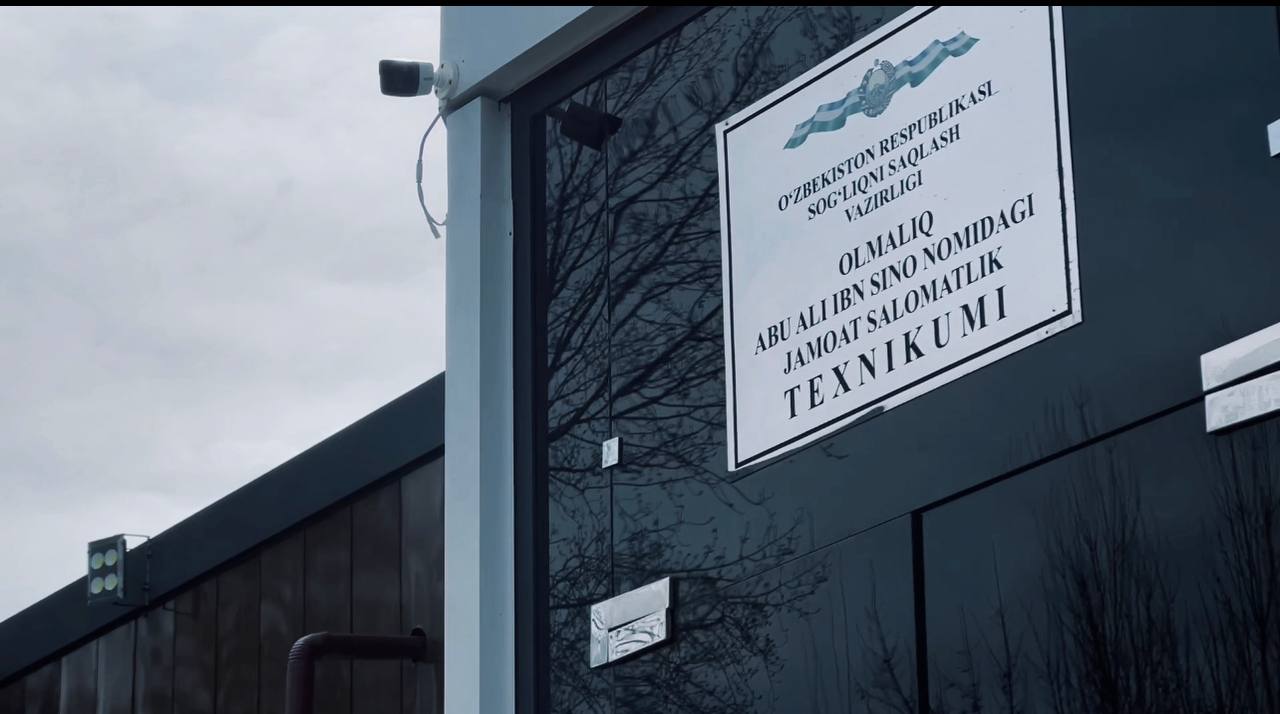 O‘ZBEKISTON RESPUBLIKASI
SOG‘LIQNI SAQLASH
VAZIRLIGI
OLMALIQ
ABU ALI IBN SINO NOMIDAGI
JAMOAT SALOMATLIK
TEXNIKUMI